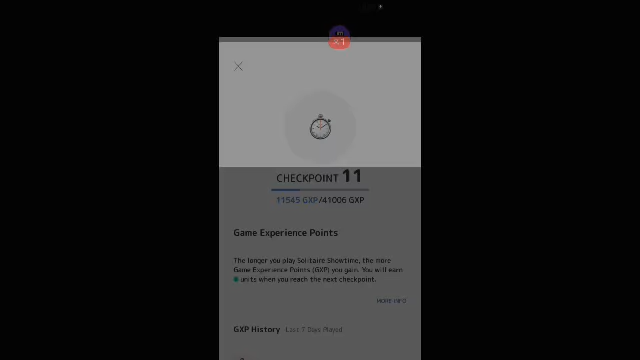 CHECKPOINT 11
11545 GXP/41006 GXP
Game Experience Points
The longer you play Solitaire Showtime, the more
Game Experience Points (GXP) you gain. You will earn
units when you reach the next checkpoint.
MORE INFO
GXP History Last 7 Days Played